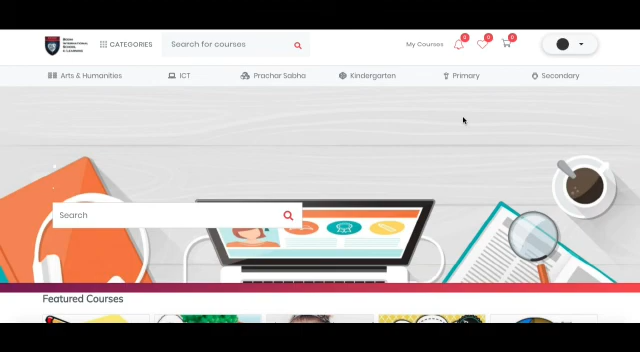 CATEGORIES
Search for courses
My Courses
0
0
0
Arts & Humanities
ICT
Prachar Sabha
Kindergarten
Primary
Secondary
Search
Featured Courses